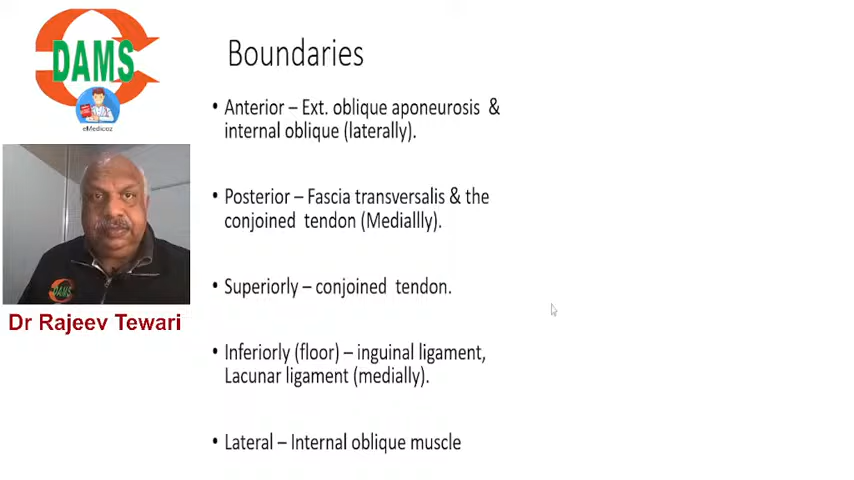 DAMS
eMedicoz
Boundaries
• Anterior – Ext. oblique aponeurosis & 
internal oblique (laterally).
• Posterior – Fascia transversalis & the
conjoined tendon (Mediallly).
• Superiorly – conjoined tendon.
• Inferiorly (floor) – inguinal ligament,
Lacunar ligament (medially).
• Lateral – Internal oblique muscle
DAMS
Dr Rajeev Tewari